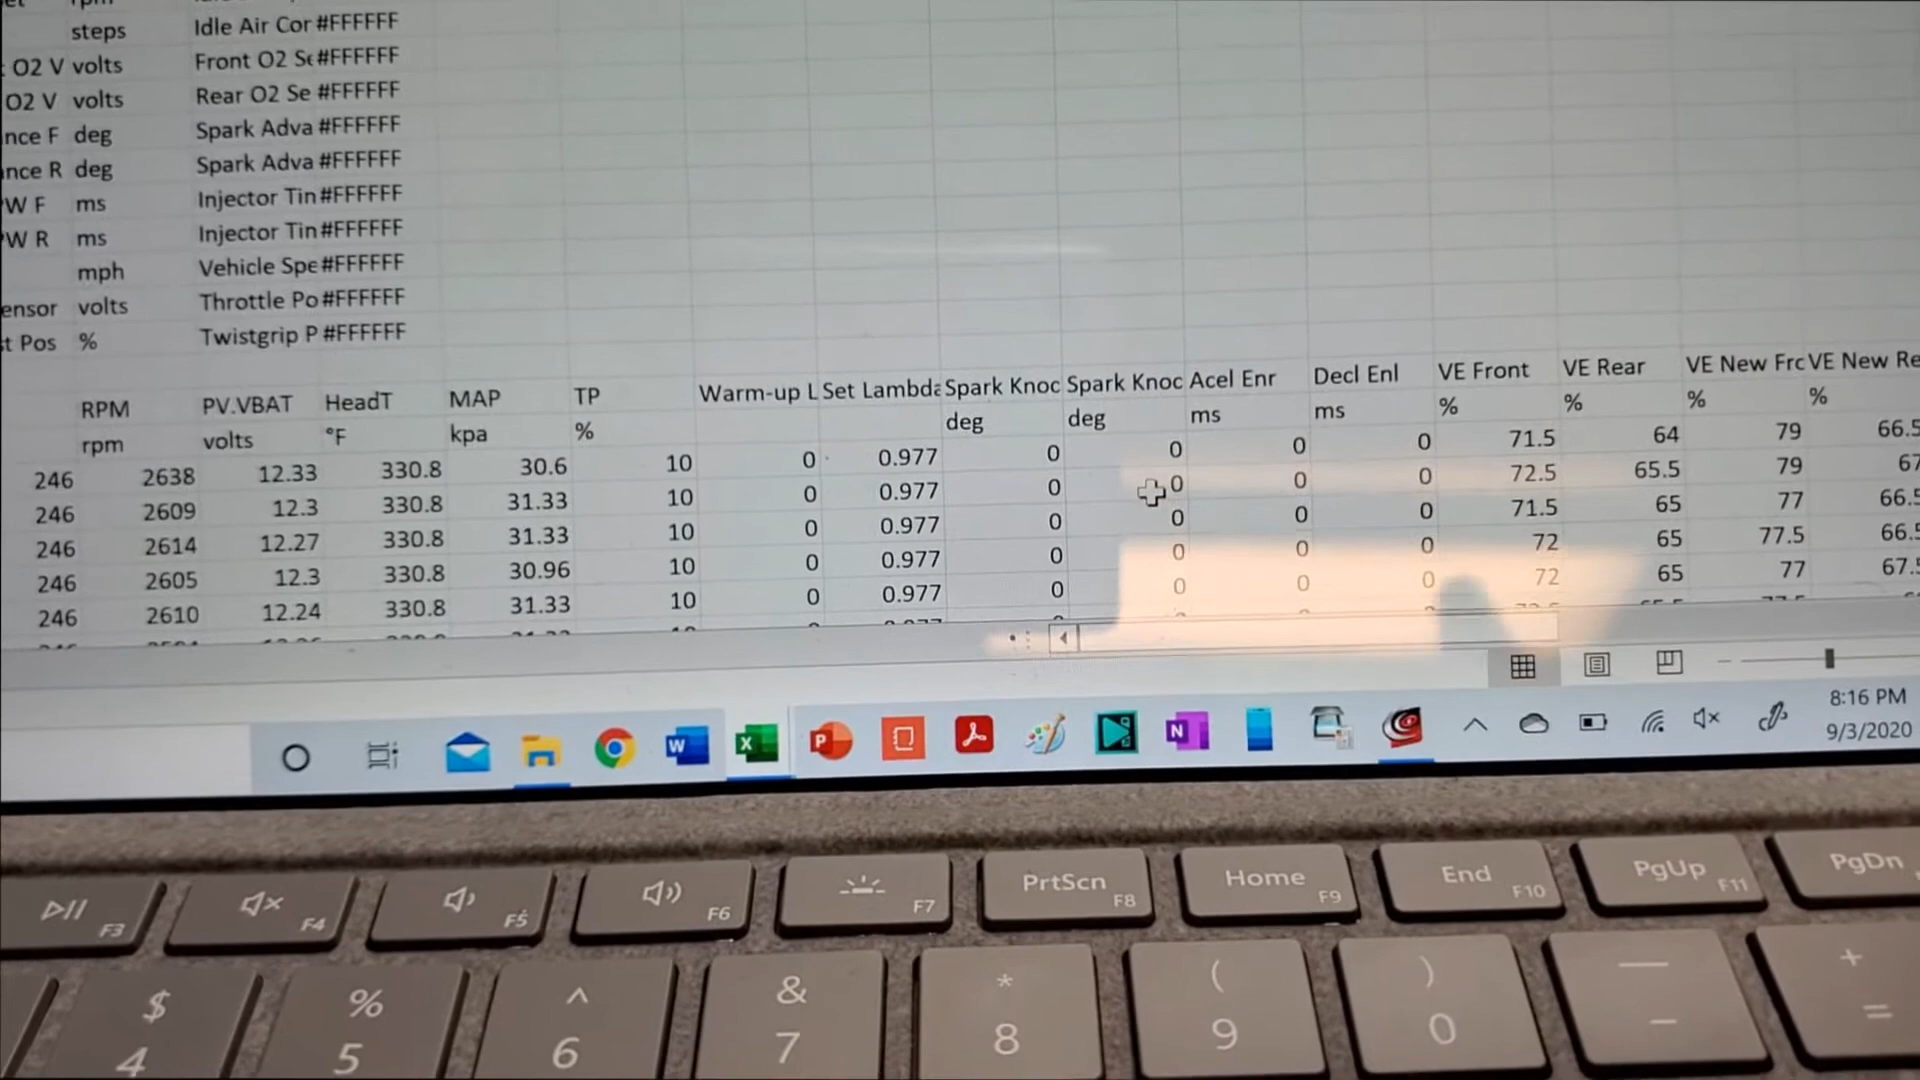 steps Idle Air Cor #FFFFFF
O2 V volts Front O2 Se #FFFFFF
O2 V volts Rear O2 Se #FFFFFF
nce F deg Spark Adva #FFFFFF
nce R deg Spark Adva #FFFFFF
W F ms Injector Tin #FFFFFF
W R ms Injector Tin #FFFFFF
mph Vehicle Spe #FFFFFF
ensor volts Throttle Po #FFFFFF
t Pos % Twistgrip P #FFFFFF
RPM PV.VBAT HeadT MAP TP Warm-up L Set Lambda Spark Knoc Spark Knoc Acel Enr Decl Enl VE Front VE Rear VE New Frc VE New Re
rpm volts °F kpa % deg deg ms ms % % % %
246 2638 12.33 330.8 30.6 10 0 0.977 0 0 0 0 71.5 64 79 66.5
246 2609 12.3 330.8 31.33 10 0 0.977 0 0 0 0 72.5 65.5 79 67
246 2614 12.27 330.8 31.33 10 0 0.977 0 0 0 0 71.5 65 77 66.5
246 2605 12.3 330.8 30.96 10 0 0.977 0 0 0 0 72 65 77.5 66.5
246 2610 12.24 330.8 31.33 10 0 0.977 0 0 0 0 72 65 77 67.5
8:16 PM
9/3/2020
F3 F4 F5 F6 F7 PrtScn F8 Home F9 End F10 PgUp F11 PgDn
$ % ^ & * ( ) — +
4 5 6 7 8 9 0 - =